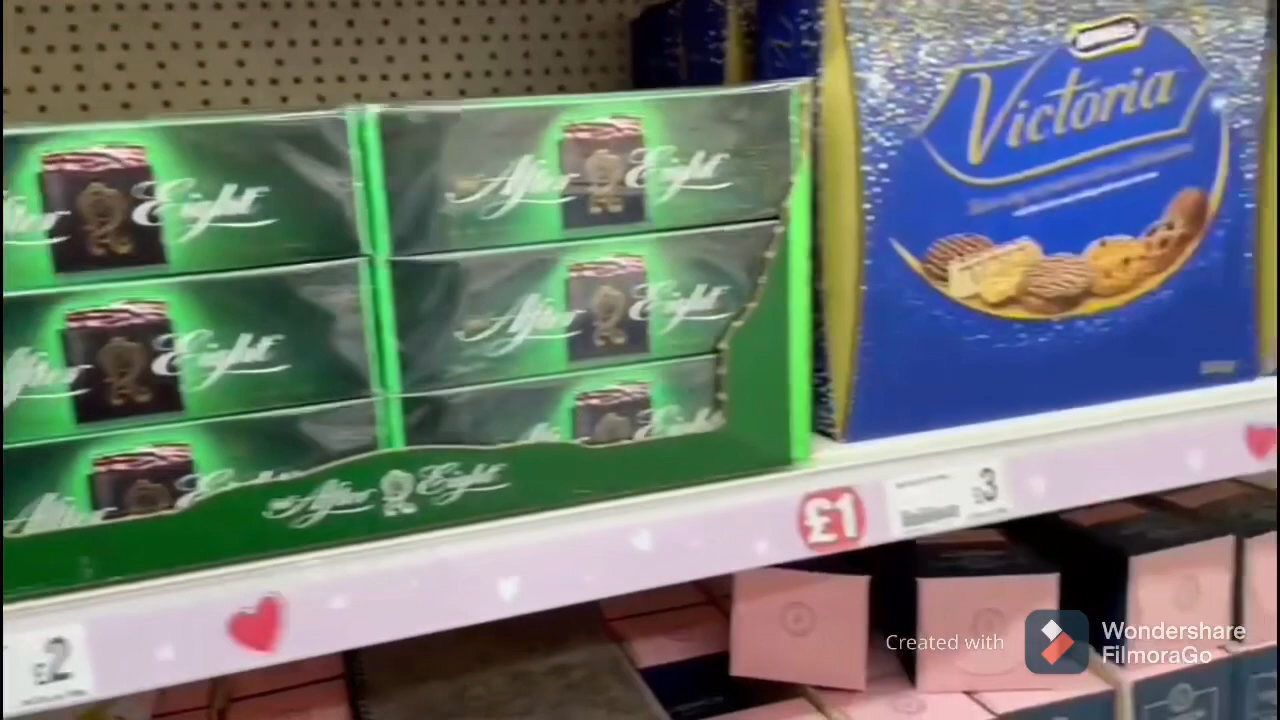 After Eight
After Eight
After Eight
After Eight
After Eight
After Eight
After Eight
Victoria
£1
£3
£2
Created with
Wondershare
FilmoraGo